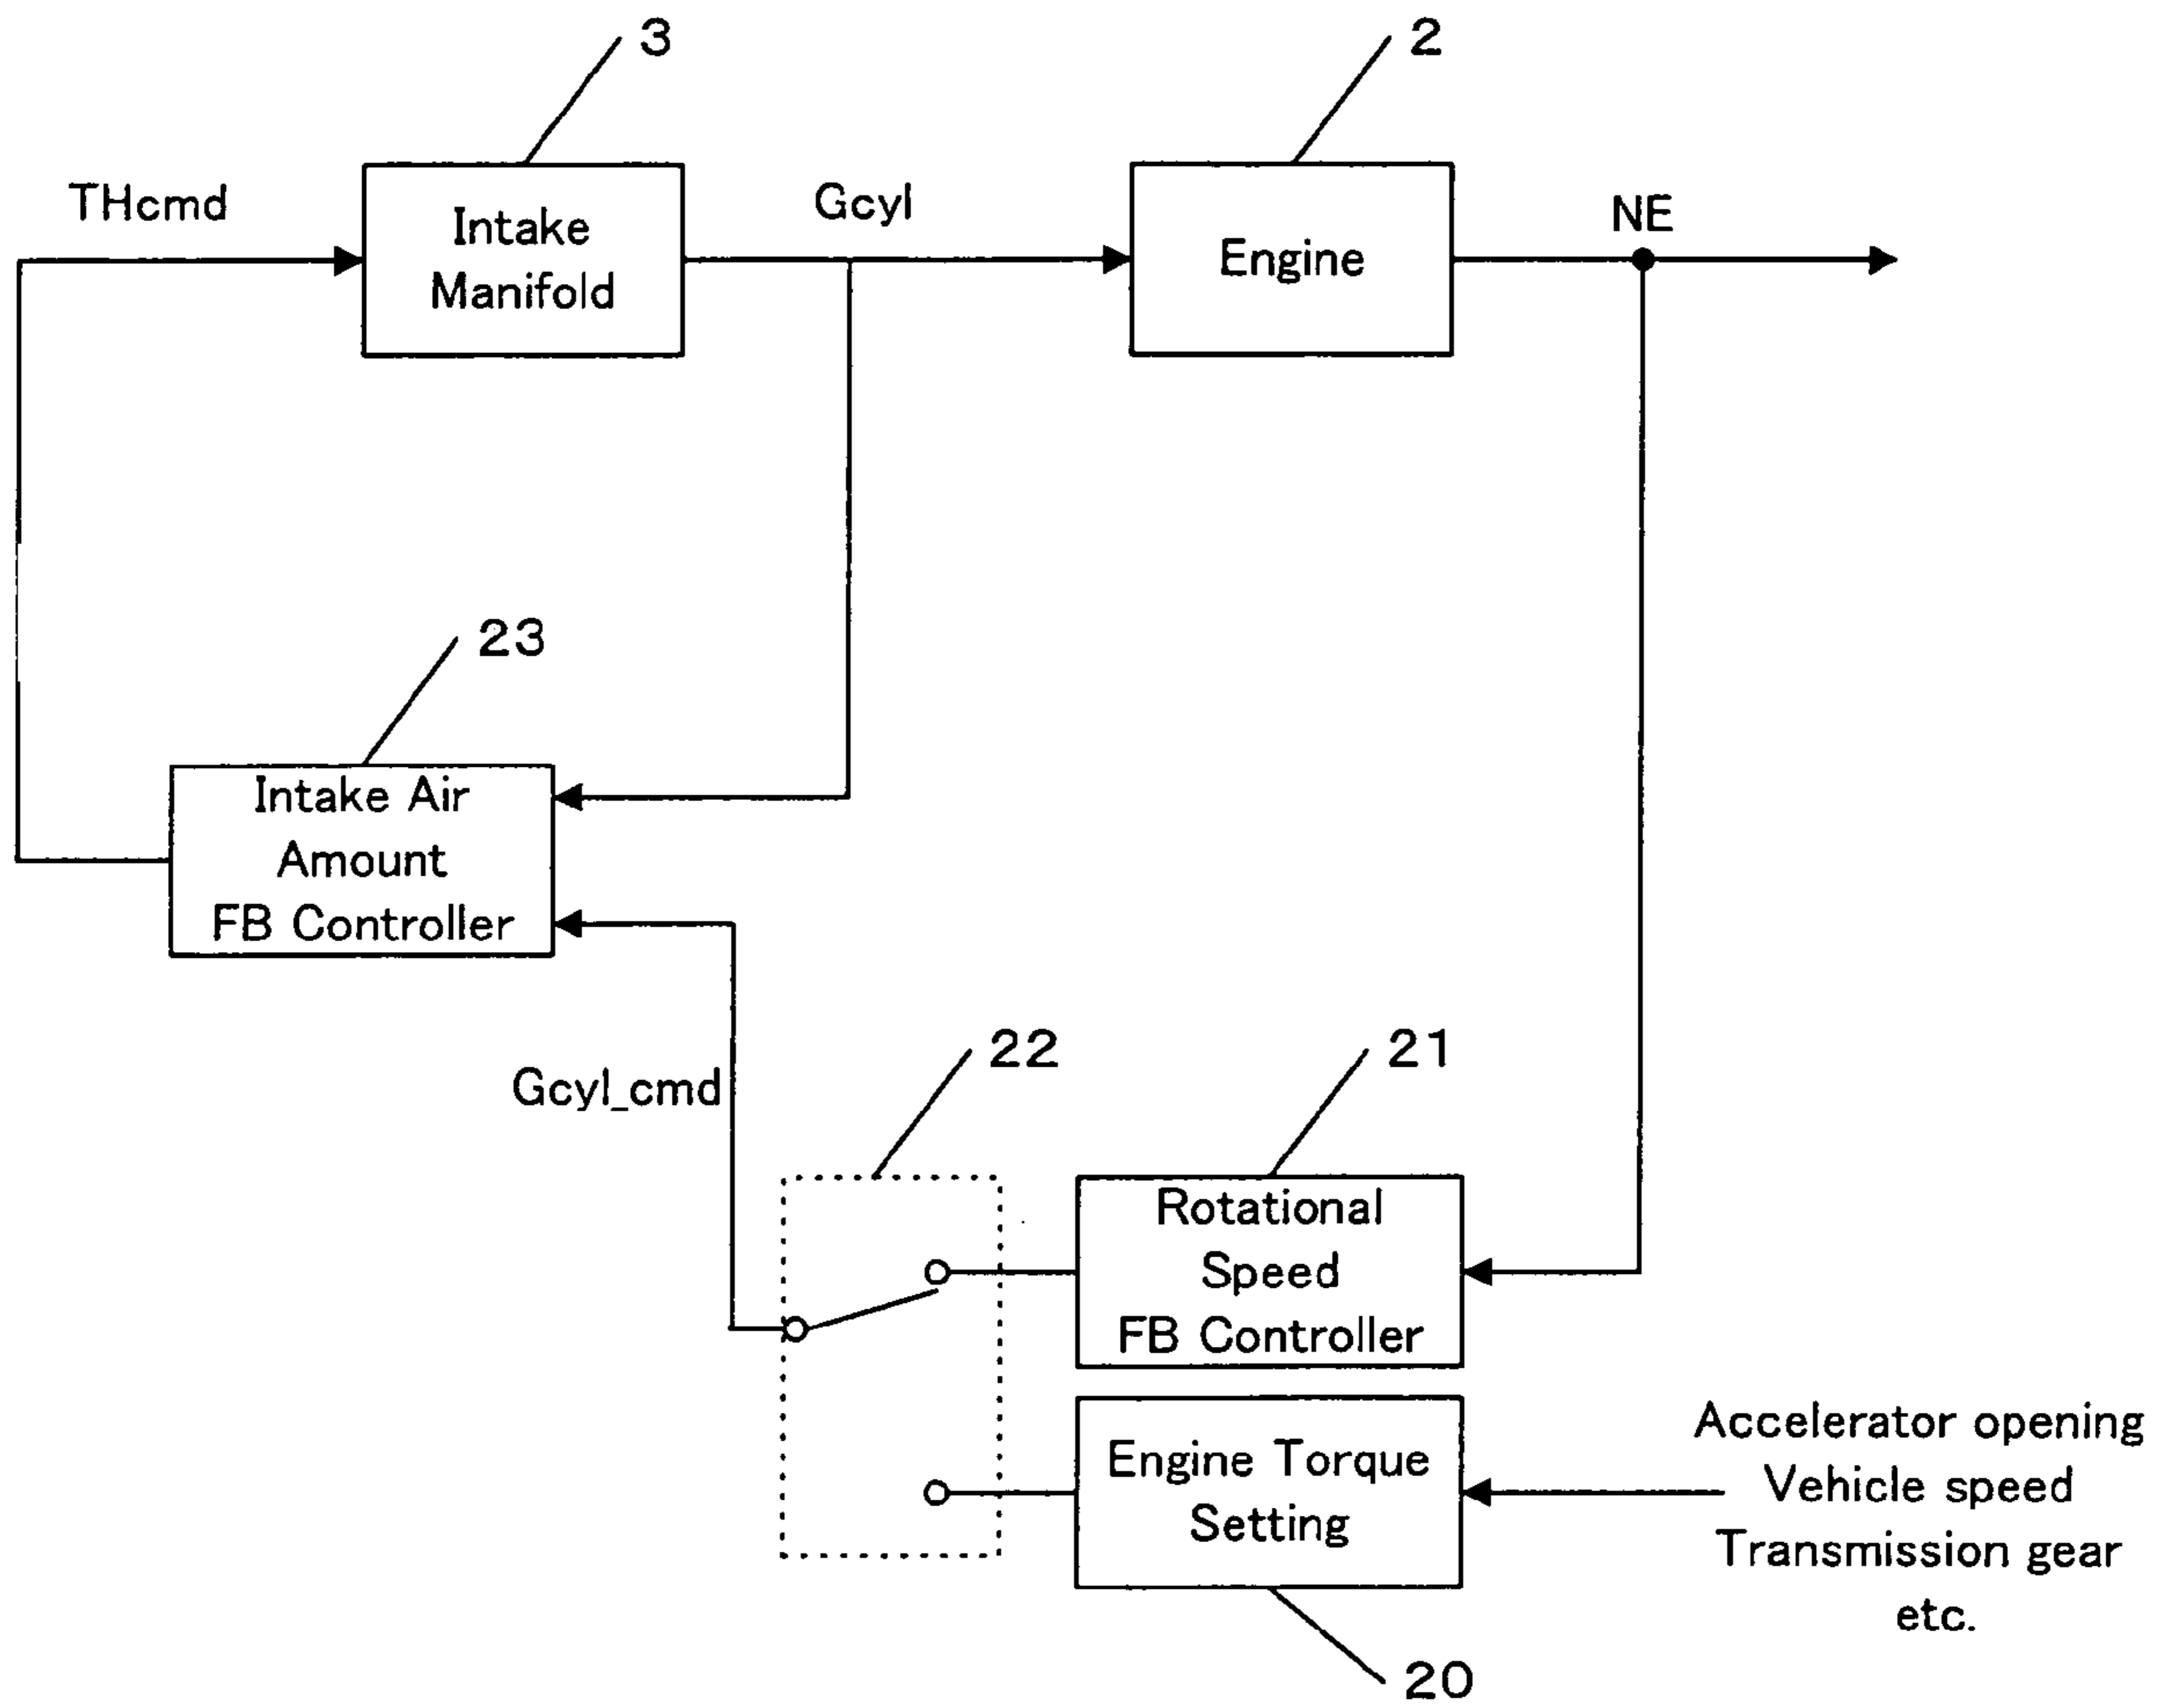 3
2
THcmd
Intake
Manifold
Gcyl
Engine
NE
23
Intake Air
Amount
FB Controller
Gcyl_cmd
22
21
Rotational
Speed
FB Controller
Engine Torque
Setting
Accelerator opening
Vehicle speed
Transmission gear
etc.
20